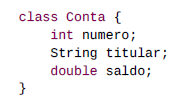 class Conta {
    int numero;
    String titular;
    double saldo;
}